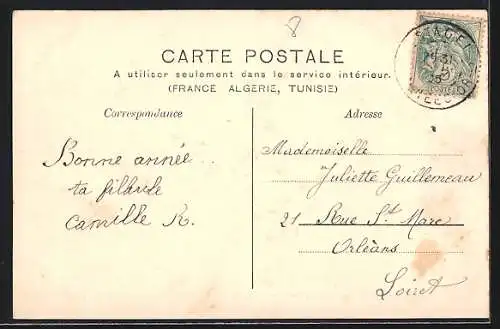 8
CARTE POSTALE
A utiliser seulement dans le service intérieur.
(FRANCE ALGERIE, TUNISIE)
Correspondance
Adresse
Bonne année..
ta filleule
Camille R.
Mademoiselle
Juliette Guillemeau
21 Rue St Marc
Orléans
Loiret